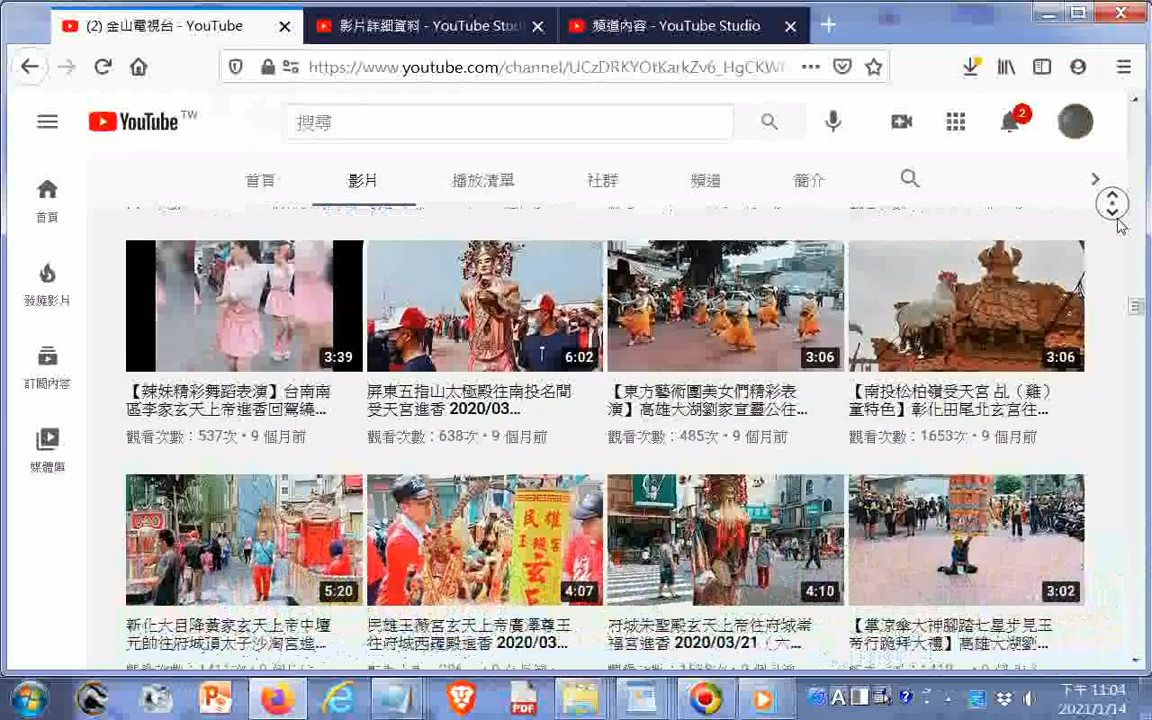 (2) 金山電視台 - YouTube
影片詳細資料 - YouTube Stu
頻道內容 - YouTube Studio
https://www.youtube.com/channel/UCzDRKYOtKarkZv6_HgCKW
YouTube TW
搜尋
2
首頁 影片 播放清單 社群 頻道 簡介
首頁
發燒影片
訂閱內容
媒體庫
3:39
6:02
3:06
3:06
【辣妹精彩舞蹈表演】台南南
區李家玄天上帝進香回駕繞...
觀看次數：537次・9 個月前
屏東五指山太極殿往南投名間
受天宮進香 2020/03...
觀看次數：638次・9 個月前
【東方藝術團美女們精彩表
演】高雄大湖劉家宣靈公往...
觀看次數：485次・9 個月前
【南投松柏嶺受天宮 乩（雞）
童特色】彰化田尾北玄宮往...
觀看次數：1653次・9 個月前
民雄
玄
5:20
4:07
4:10
3:02
新化大目降黃家玄天上帝中壇
元帥往府城頂太子沙淘宮進...
民雄玉薇宮玄天上帝廣澤尊王
往府城西羅殿進香 2020/03...
府城朱聖殿玄天上帝往府城崇
福宮進香 2020/03/21（六...
【掌涼傘大神腳踏七星步見玉
帝行跪拜大禮】高雄大湖劉...
PDF
A
下午 11:04
2021/1/14